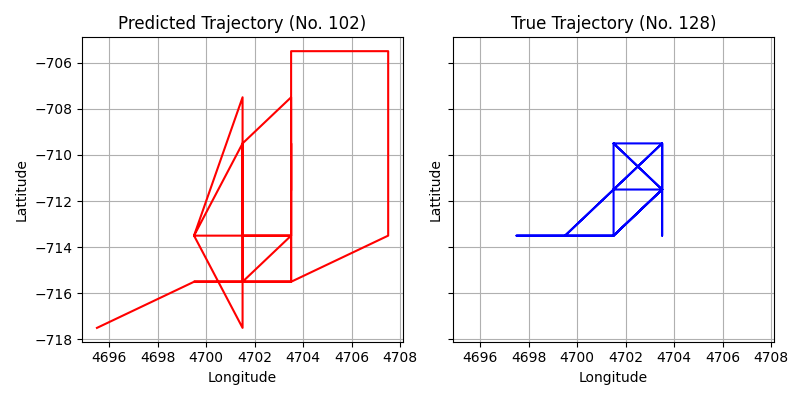 Predicted Trajectory (No. 102)
True Trajectory (No. 128)
−706
−708
−710
−712
−714
−716
−718
Lattitude
Lattitude
4696 4698 4700 4702 4704 4706 4708
4696 4698 4700 4702 4704 4706 4708
Longitude
Longitude